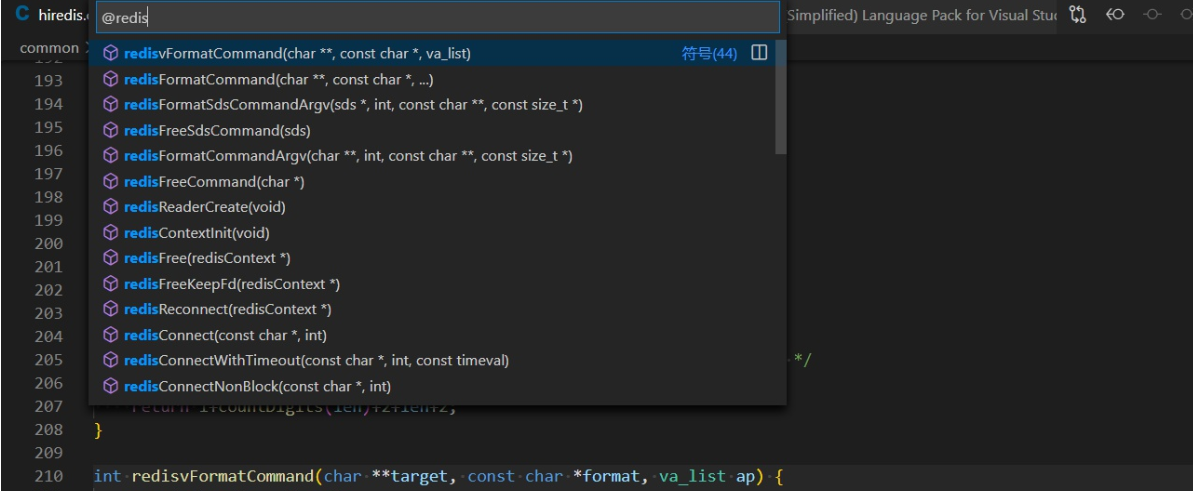 C hiredis.
@redis
Simplified) Language Pack for Visual Stu
common
redisvFormatCommand(char **, const char *, va_list) 符号(44)
193 redisFormatCommand(char **, const char *, ...)
194 redisFormatSdsCommandArgv(sds *, int, const char **, const size_t *)
195 redisFreeSdsCommand(sds)
196 redisFormatCommandArgv(char **, int, const char **, const size_t *)
197 redisFreeCommand(char *)
198 redisReaderCreate(void)
199 redisContextInit(void)
200
201 redisFree(redisContext *)
202 redisFreeKeepFd(redisContext *)
203 redisReconnect(redisContext *)
204 redisConnect(const char *, int)
205 redisConnectWithTimeout(const char *, int, const timeval) */
206 redisConnectNonBlock(const char *, int)
207 return 1+countDigits(len)+2+len+2;
208 }
209
210 int redisvFormatCommand(char **target, const char *format, va_list ap) {